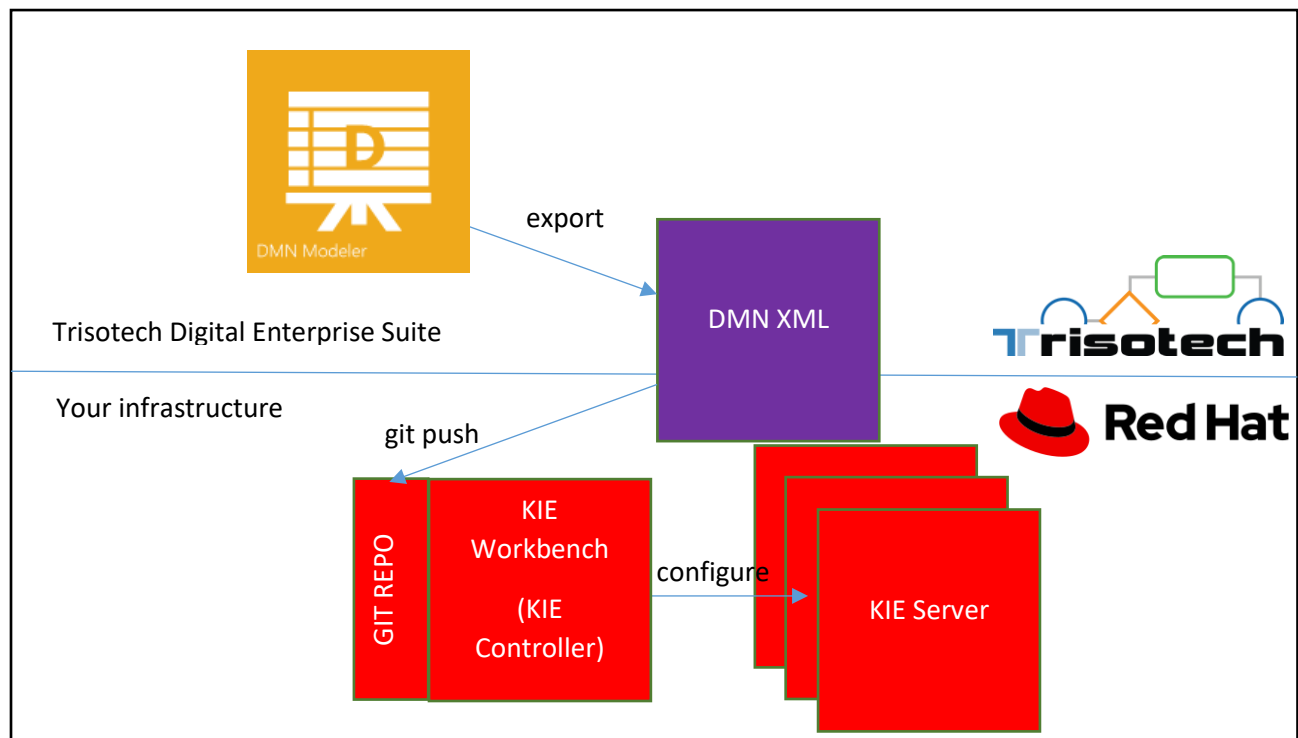 D
DMN Modeler
export
DMN XML
Trisotech Digital Enterprise Suite
Trisotech
Your infrastructure
Red Hat
git push
GIT REPO
KIE
Workbench
(KIE
Controller)
configure
KIE Server